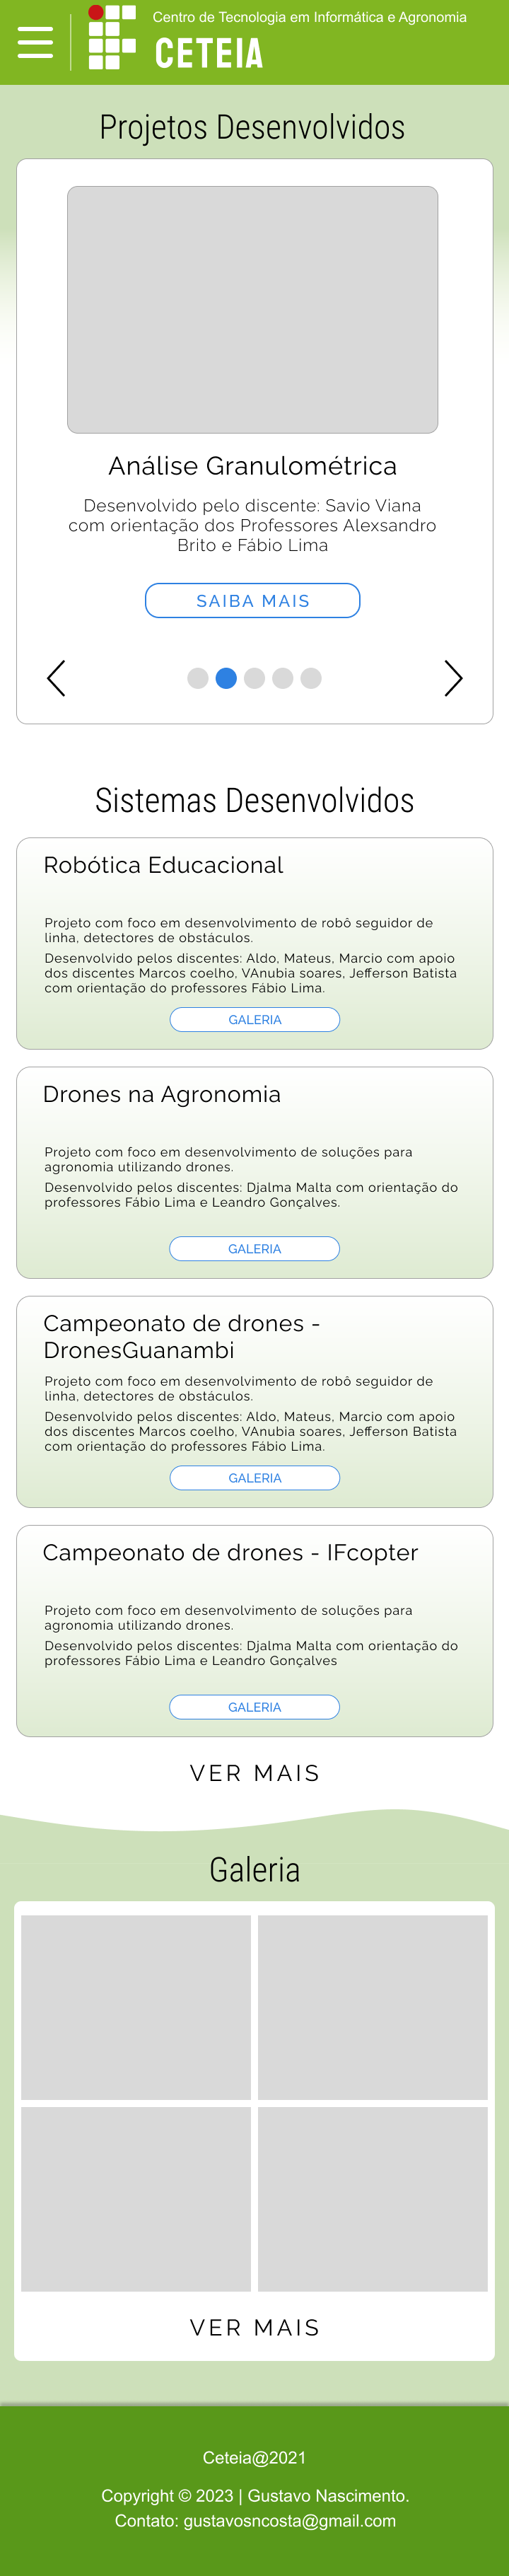 Centro de Tecnologia em Informática e Agronomia
CETEIA
Projetos Desenvolvidos
Análise Granulométrica
Desenvolvido pelo discente: Savio Viana
com orientação dos Professores Alexsandro
Brito e Fábio Lima
SAIBA MAIS
Sistemas Desenvolvidos
Robótica Educacional
Projeto com foco em desenvolvimento de robô seguidor de
linha, detectores de obstáculos.
Desenvolvido pelos discentes: Aldo, Mateus, Marcio com apoio
dos discentes Marcos coelho, VAnubia soares, Jefferson Batista
com orientação do professores Fábio Lima.
GALERIA
Drones na Agronomia
Projeto com foco em desenvolvimento de soluções para
agronomia utilizando drones.
Desenvolvido pelos discentes: Djalma Malta com orientação do
professores Fábio Lima e Leandro Gonçalves.
GALERIA
Campeonato de drones -
DronesGuanambi
Projeto com foco em desenvolvimento de robô seguidor de
linha, detectores de obstáculos.
Desenvolvido pelos discentes: Aldo, Mateus, Marcio com apoio
dos discentes Marcos coelho, VAnubia soares, Jefferson Batista
com orientação do professores Fábio Lima.
GALERIA
Campeonato de drones - IFcopter
Projeto com foco em desenvolvimento de soluções para
agronomia utilizando drones.
Desenvolvido pelos discentes: Djalma Malta com orientação do
professores Fábio Lima e Leandro Gonçalves
GALERIA
VER MAIS
Galeria
VER MAIS
Ceteia@2021
Copyright © 2023 | Gustavo Nascimento.
Contato: gustavosncosta@gmail.com